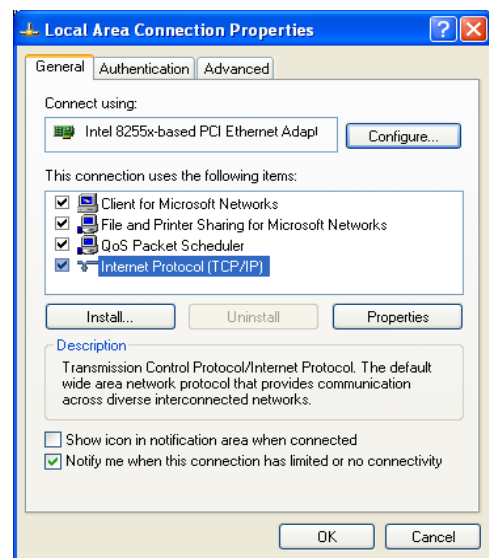 Local Area Connection Properties
General Authentication Advanced
Connect using:
Intel 8255x-based PCI Ethernet Adapt
Configure...
This connection uses the following items:
Client for Microsoft Networks
File and Printer Sharing for Microsoft Networks
QoS Packet Scheduler
Internet Protocol (TCP/IP)
Install... Uninstall Properties
Description
Transmission Control Protocol/Internet Protocol. The default
wide area network protocol that provides communication
across diverse interconnected networks.
Show icon in notification area when connected
Notify me when this connection has limited or no connectivity
OK Cancel